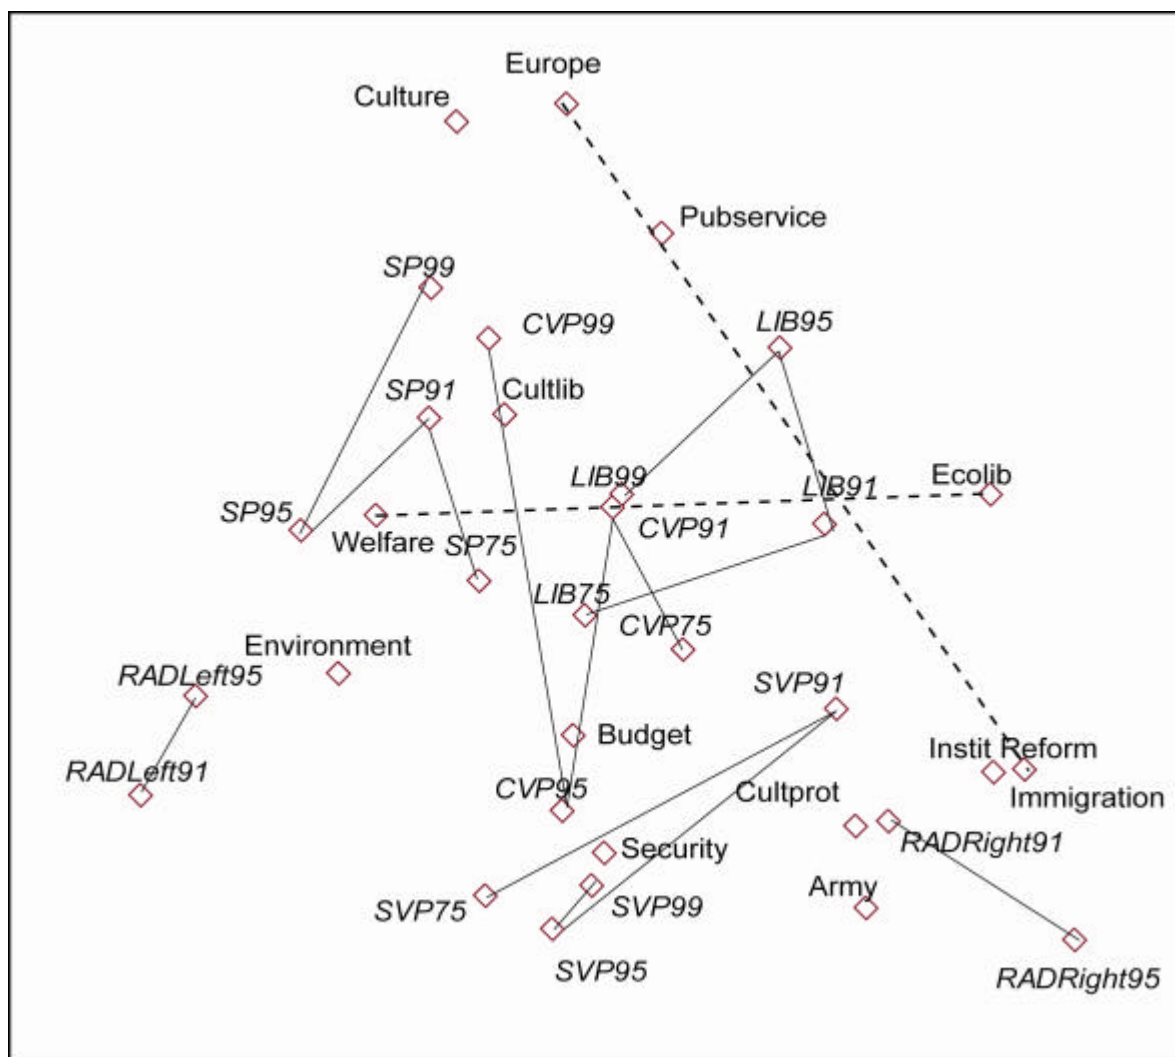 Europe
Culture
Pubservice
SP99
CVP99
LIB95
SP91
Cultlib
LIB99
Ecolib
LIB91
SP95
CVP91
Welfare
SP75
LIB75
CVP75
Environment
RADLeft95
SVP91
Budget
Instit Reform
RADLeft91
CVP95
Cultprot
Immigration
RADRight91
Security
Army
SVP75
SVP99
SVP95
RADRight95